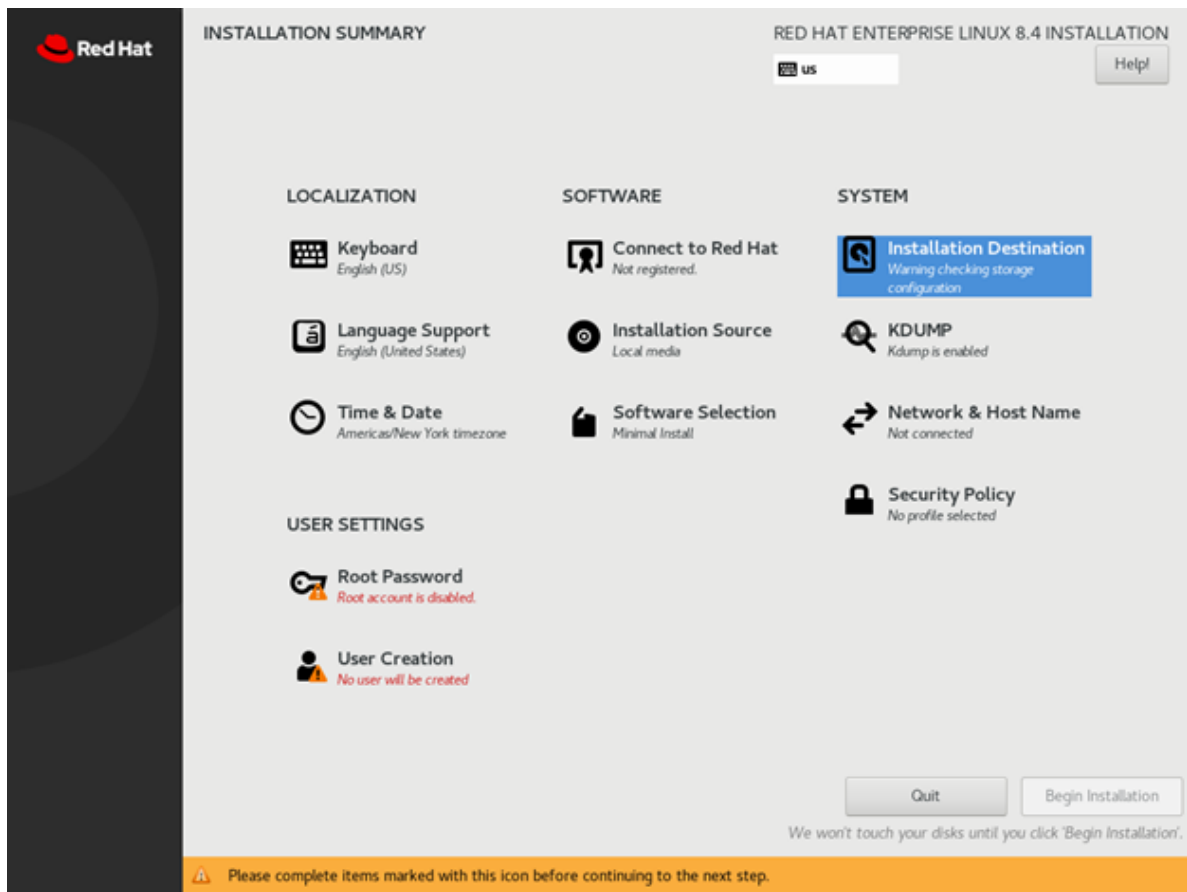 Red Hat
INSTALLATION SUMMARY
RED HAT ENTERPRISE LINUX 8.4 INSTALLATION
us
Help!
LOCALIZATION
Keyboard
English (US)
Language Support
English (United States)
Time & Date
Americas/New York timezone
USER SETTINGS
Root Password
Root account is disabled.
User Creation
No user will be created
SOFTWARE
Connect to Red Hat
Not registered.
Installation Source
Local media
Software Selection
Minimal Install
SYSTEM
Installation Destination
Warning checking storage
configuration
KDUMP
Kdump is enabled
Network & Host Name
Not connected
Security Policy
No profile selected
Quit
Begin Installation
We won't touch your disks until you click 'Begin Installation'.
Please complete items marked with this icon before continuing to the next step.